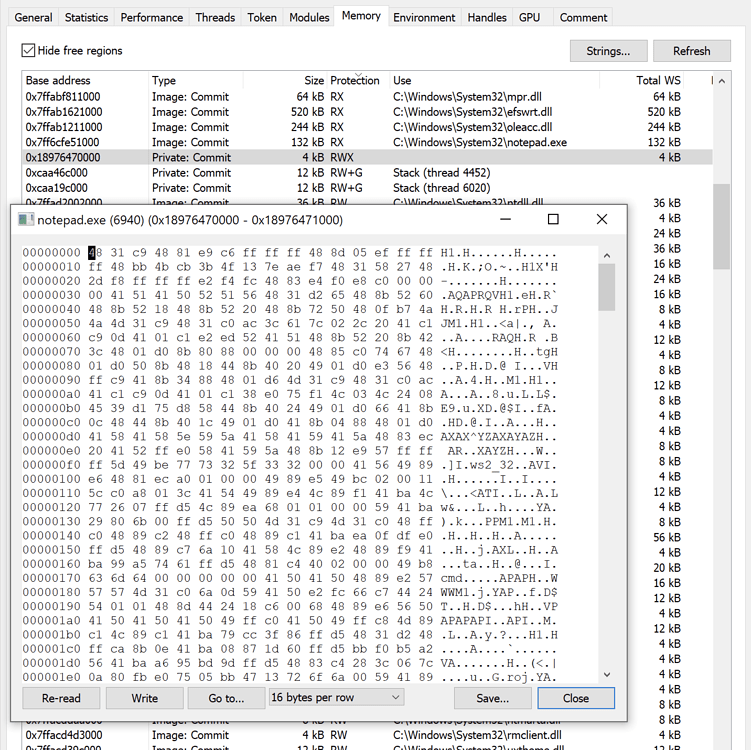 General Statistics Performance Threads Token Modules Memory Environment Handles GPU Comment
Hide free regions Strings... Refresh
Base address Type Size Protection Use Total WS
0x7ffabf811000 Image: Commit 64 kB RX C:\Windows\System32\mpr.dll 64 kB
0x7ffab1621000 Image: Commit 520 kB RX C:\Windows\System32\efswrt.dll 520 kB
0x7ffab1211000 Image: Commit 244 kB RX C:\Windows\System32\oleacc.dll 244 kB
0x7ff6cfe51000 Image: Commit 132 kB RX C:\Windows\System32\notepad.exe 132 kB
0x18976470000 Private: Commit 4 kB RWX 4 kB
0xcaa46c000 Private: Commit 12 kB RW+G Stack (thread 4452)
0xcaa19c000 Private: Commit 12 kB RW+G Stack (thread 6020)
0x7ffad2002000 Image: Commit 36 kB RW C:\Windows\System32\ntdll.dll 36 kB
notepad.exe (6940) (0x18976470000 - 0x18976471000)
00000000 48 31 c9 48 81 e9 c6 ff ff ff 48 8d 05 ef ff ff H1.H......H.....
00000010 ff 48 bb 4b cb 3b 4f 13 7e ae f7 48 31 58 27 48 .H.K.;O.~..H1X'H
00000020 2d f8 ff ff ff e2 f4 fc 48 83 e4 f0 e8 c0 00 00 -.......H.......
00000030 00 41 51 41 50 52 51 56 48 31 d2 65 48 8b 52 60 .AQAPRQVH1.eH.R`
00000040 48 8b 52 18 48 8b 52 20 48 8b 72 50 48 0f b7 4a H.R.H.R H.rPH..J
00000050 4a 4d 31 c9 48 31 c0 ac 3c 61 7c 02 2c 20 41 c1 JM1.H1..<a|., A.
00000060 c9 0d 41 01 c1 e2 ed 52 41 51 48 8b 52 20 8b 42 ..A....RAQH.R .B
00000070 3c 48 01 d0 8b 80 88 00 00 00 48 85 c0 74 67 48 <H........H..tgH
00000080 01 d0 50 8b 48 18 44 8b 40 20 49 01 d0 e3 56 48 ..P.H.D.@ I...VH
00000090 ff c9 41 8b 34 88 48 01 d6 4d 31 c9 48 31 c0 ac ..A.4.H..M1.H1..
000000a0 41 c1 c9 0d 41 01 c1 38 e0 75 f1 4c 03 4c 24 08 A...A..8.u.L.L$.
000000b0 45 39 d1 75 d8 58 44 8b 40 24 49 01 d0 66 41 8b E9.u.XD.@$I..fA.
000000c0 0c 48 44 8b 40 1c 49 01 d0 41 8b 04 88 48 01 d0 .HD.@.I..A...H..
000000d0 41 58 41 58 5e 59 5a 41 58 41 59 41 5a 48 83 ec AXAX^YZAXAYAZH..
000000e0 20 41 52 ff e0 58 41 59 5a 48 8b 12 e9 57 ff ff AR..XAYZH...W..
000000f0 ff 5d 49 be 77 73 32 5f 33 32 00 00 41 56 49 89 .]I.ws2_32..AVI.
00000100 e6 48 81 ec a0 01 00 00 49 89 e5 49 bc 02 00 11 .H......I..I....
00000110 5c c0 a8 01 3c 41 54 49 89 e4 4c 89 f1 41 ba 4c \...<ATI..L..A.L
00000120 77 26 07 ff d5 4c 89 ea 68 01 01 00 00 59 41 ba w&...L..h....YA.
00000130 29 80 6b 00 ff d5 50 50 4d 31 c9 4d 31 c0 48 ff ).k...PPM1.M1.H.
00000140 c0 48 89 c2 48 ff c0 48 89 c1 41 ba ea 0f df e0 .H..H..H..A.....
00000150 ff d5 48 89 c7 6a 10 41 58 4c 89 e2 48 89 f9 41 ..H..j.AXL..H..A
00000160 ba 99 a5 74 61 ff d5 48 81 c4 40 02 00 00 49 b8 ...ta..H..@...I.
00000170 63 6d 64 00 00 00 00 00 41 50 41 50 48 89 e2 57 cmd.....APAPH..W
00000180 57 57 4d 31 c0 6a 0d 59 41 50 e2 fc 66 c7 44 24 WWM1.j.YAP..f.D$
00000190 54 01 01 48 8d 44 24 18 c6 00 68 48 89 e6 56 50 T..H.D$...hH..VP
000001a0 41 50 41 50 41 50 49 ff c0 41 50 49 ff c8 4d 89 APAPAPI..API..M.
000001b0 c1 4c 89 c1 41 ba 79 cc 3f 86 ff d5 48 31 d2 48 .L..A.y.?...H1.H
000001c0 ff ca 8b 0e 41 ba 08 87 1d 60 ff d5 bb f0 b5 a2 ....A....`......
000001d0 56 41 ba a6 95 bd 9d ff d5 48 83 c4 28 3c 06 7c VA.......H..(<.|
000001e0 0a 80 fb e0 75 05 bb 47 13 72 6f 6a 00 59 41 89 ....u..G.roj.YA.
Re-read Write Go to... 16 bytes per row Save... Close
4 kB
24 kB
36 kB
16 kB
24 kB
16 kB
8 kB
4 kB
12 kB
8 kB
8 kB
4 kB
4 kB
4 kB
8 kB
8 kB
8 kB
4 kB
12 kB
4 kB
8 kB
56 kB
4 kB
20 kB
16 kB
4 kB
4 kB
12 kB
4 kB
4 kB
4 kB
4 kB
8 kB
4 kB
0x7ffacd4d3000 Image: Commit 4 kB RW C:\Windows\System32\rmclient.dll 4 kB